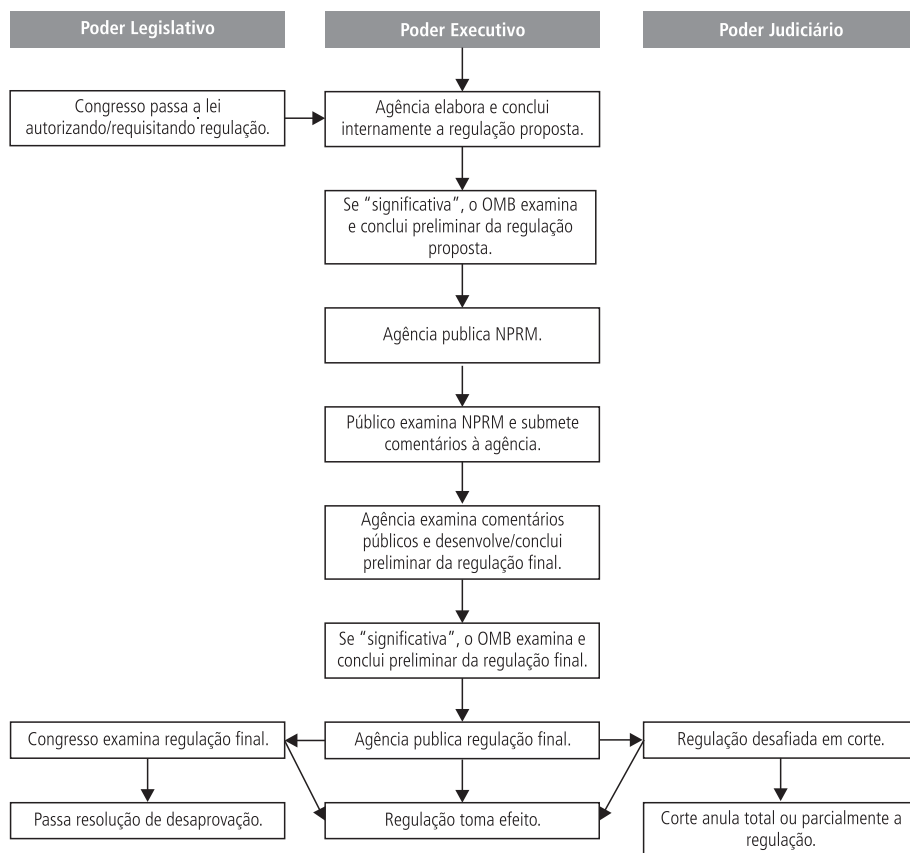 Poder Legislativo
Poder Executivo
Poder Judiciário
Congresso passa a lei
autorizando/requisitando regulação.
Agência elabora e conclui
internamente a regulação proposta.
Se “significativa”, o OMB examina
e conclui preliminar da regulação
proposta.
Agência publica NPRM.
Público examina NPRM e submete
comentários à agência.
Agência examina comentários
públicos e desenvolve/conclui
preliminar da regulação final.
Se “significativa”, o OMB examina e
conclui preliminar da regulação final.
Congresso examina regulação final.
Agência publica regulação final.
Regulação desafiada em corte.
Passa resolução de desaprovação.
Regulação toma efeito.
Corte anula total ou parcialmente a
regulação.